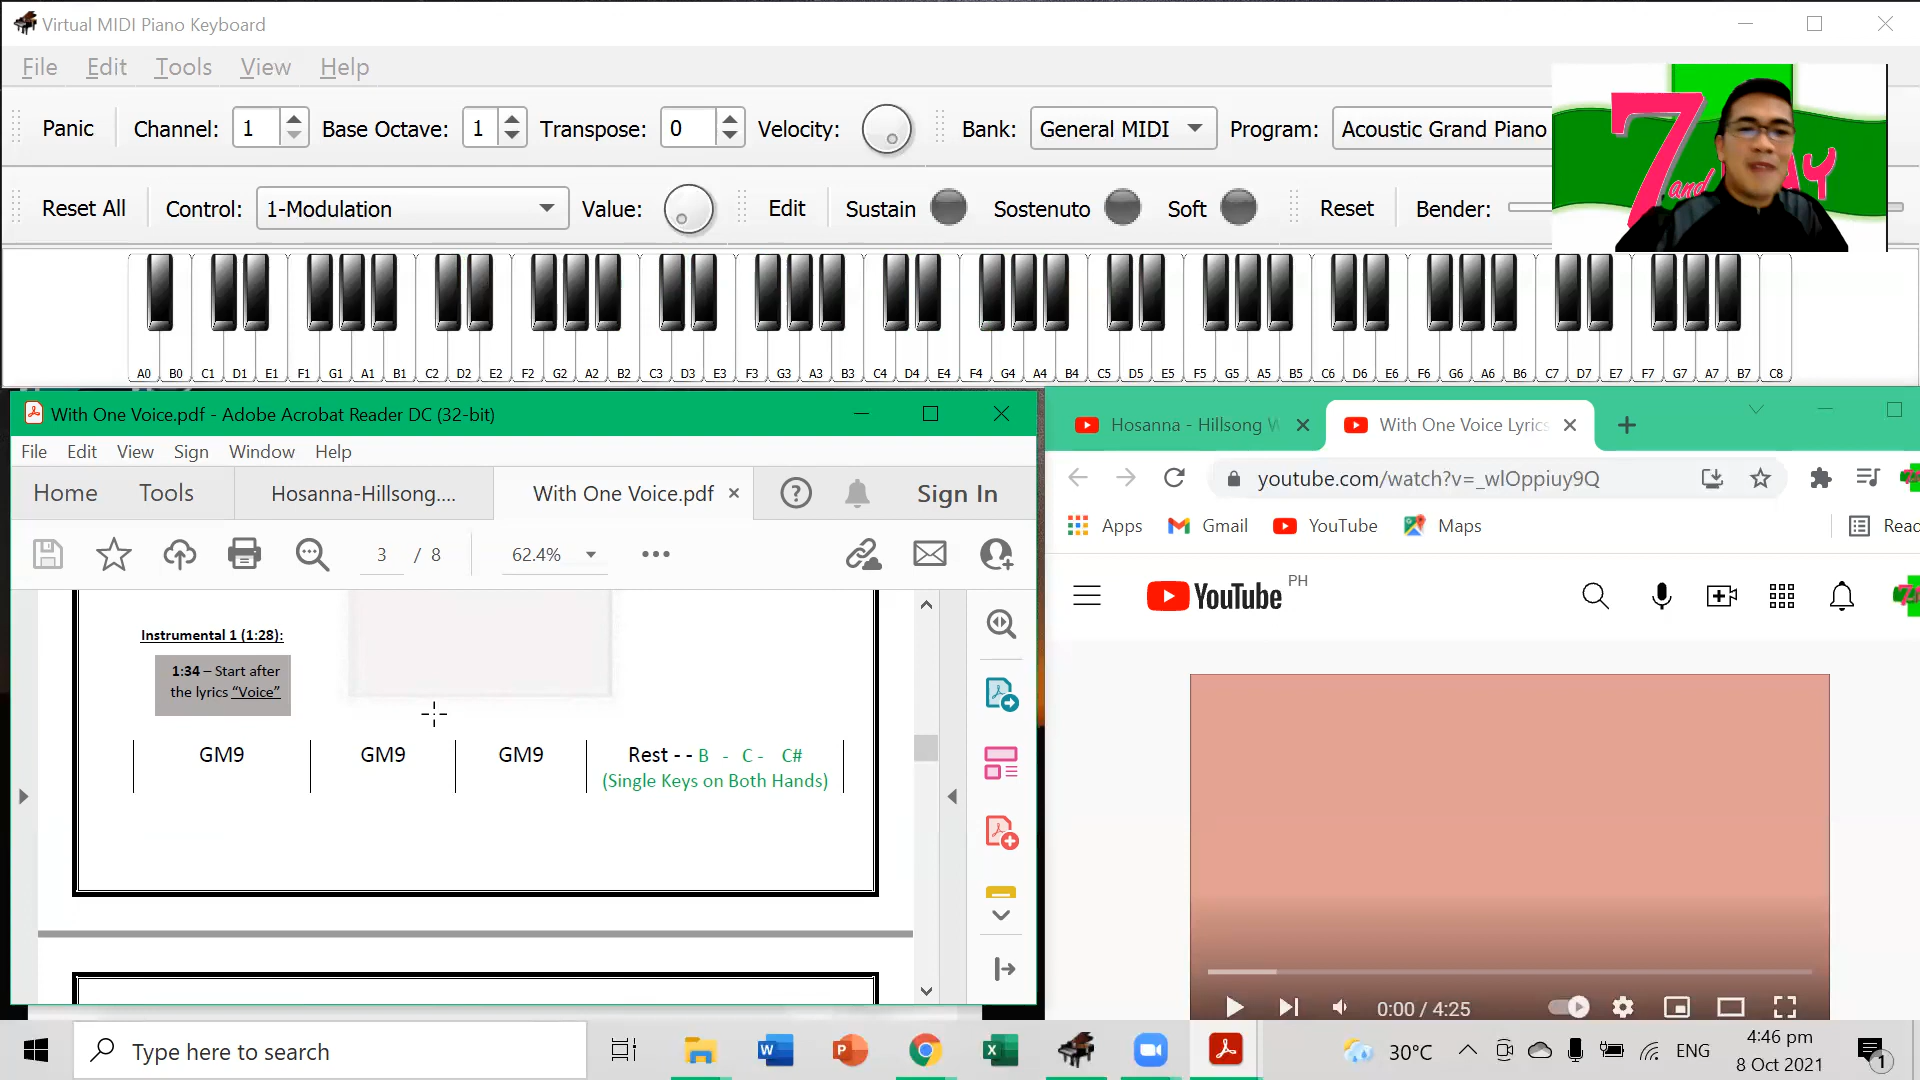 Virtual MIDI Piano Keyboard
File Edit Tools View Help
Panic Channel: 1 Base Octave: 1 Transpose: 0 Velocity: Bank: General MIDI Program: Acoustic Grand Piano
Reset All Control: 1-Modulation Value: Edit Sustain Sostenuto Soft Reset Bender:
7 and
A0 B0 C1 D1 E1 F1 G1 A1 B1 C2 D2 E2 F2 G2 A2 B2 C3 D3 E3 F3 G3 A3 B3 C4 D4 E4 F4 G4 A4 B4 C5 D5 E5 F5 G5 A5 B5 C6 D6 E6 F6 G6 A6 B6 C7 D7 E7 F7 G7 A7 B7 C8
With One Voice.pdf - Adobe Acrobat Reader DC (32-bit)
File Edit View Sign Window Help
Home Tools Hosanna-Hillsong.... With One Voice.pdf Sign In
3 / 8 62.4%
Instrumental 1 (1:28):
1:34 – Start after
the lyrics “Voice”
GM9 GM9 GM9 Rest - - B - C - C#
(Single Keys on Both Hands)
Hosanna - Hillsong With One Voice Lyrics
youtube.com/watch?v=_wlOppiuy9Q
Apps Gmail YouTube Maps Read
YouTube PH
0:00 / 4:25
Type here to search
30°C ENG
4:46 pm
8 Oct 2021
1